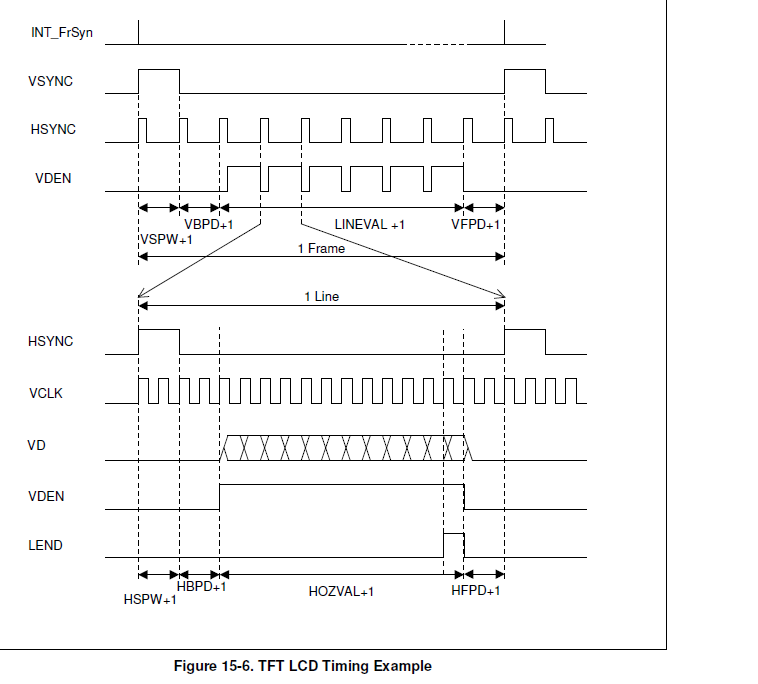 INT_FrSyn
VSYNC
HSYNC
VDEN
VBPD+1
LINEVAL +1
VFPD+1
VSPW+1
1 Frame
1 Line
HSYNC
VCLK
VD
VDEN
LEND
HBPD+1
HOZVAL+1
HFPD+1
HSPW+1
Figure 15-6. TFT LCD Timing Example